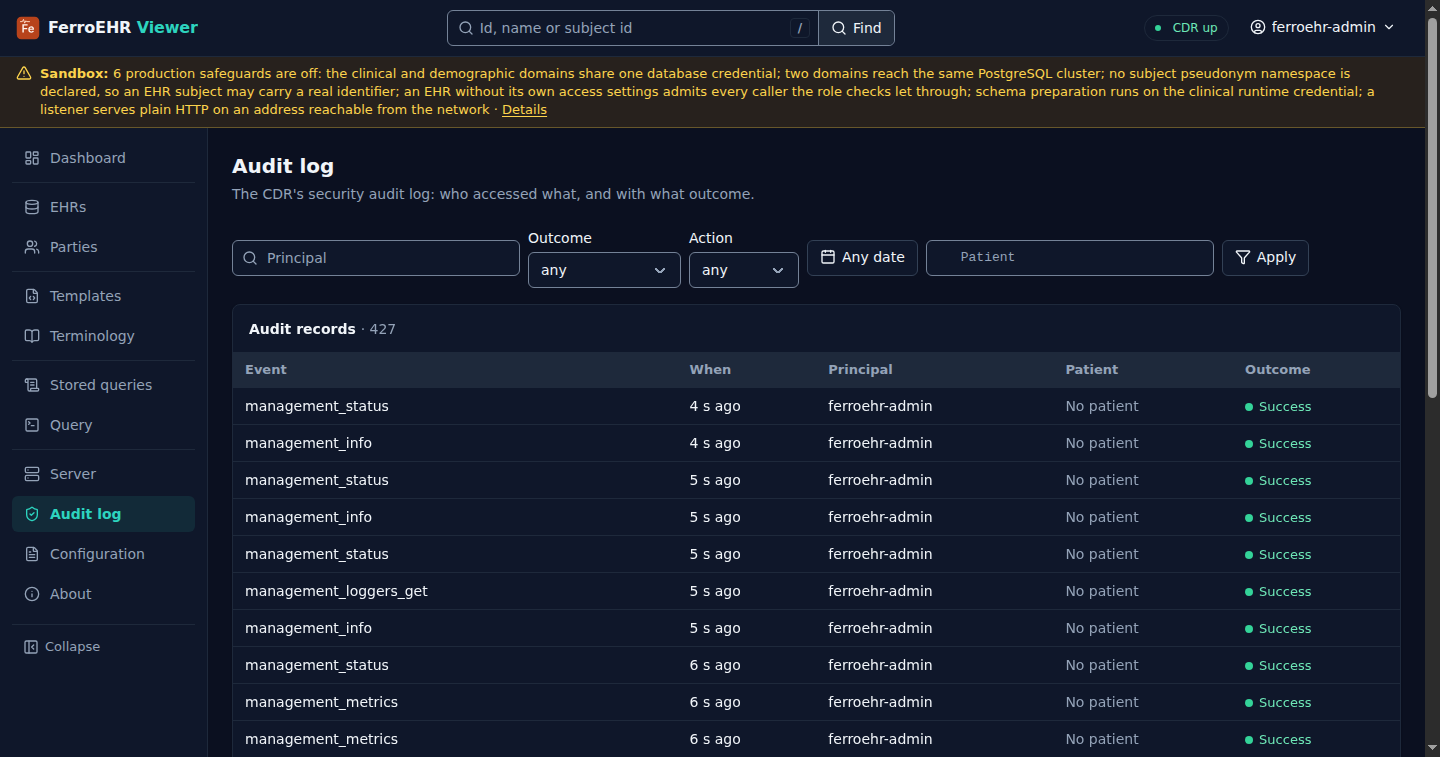 FerroEHR Viewer
Id, name or subject id
/
Find
CDR up
ferroehr-admin
Sandbox: 6 production safeguards are off: the clinical and demographic domains share one database credential; two domains reach the same PostgreSQL cluster; no subject pseudonym namespace is
declared, so an EHR subject may carry a real identifier; an EHR without its own access settings admits every caller the role checks let through; schema preparation runs on the clinical runtime credential; a
listener serves plain HTTP on an address reachable from the network · Details
Dashboard
EHRs
Parties
Templates
Terminology
Stored queries
Query
Server
Audit log
Configuration
About
Collapse
Audit log
The CDR's security audit log: who accessed what, and with what outcome.
Principal
Outcome
any
Action
any
Any date
Patient
Apply
Audit records · 427
Event When Principal Patient Outcome
management_status 4 s ago ferroehr-admin No patient Success
management_info 4 s ago ferroehr-admin No patient Success
management_status 5 s ago ferroehr-admin No patient Success
management_info 5 s ago ferroehr-admin No patient Success
management_status 5 s ago ferroehr-admin No patient Success
management_loggers_get 5 s ago ferroehr-admin No patient Success
management_info 5 s ago ferroehr-admin No patient Success
management_status 6 s ago ferroehr-admin No patient Success
management_metrics 6 s ago ferroehr-admin No patient Success
management_metrics 6 s ago ferroehr-admin No patient Success